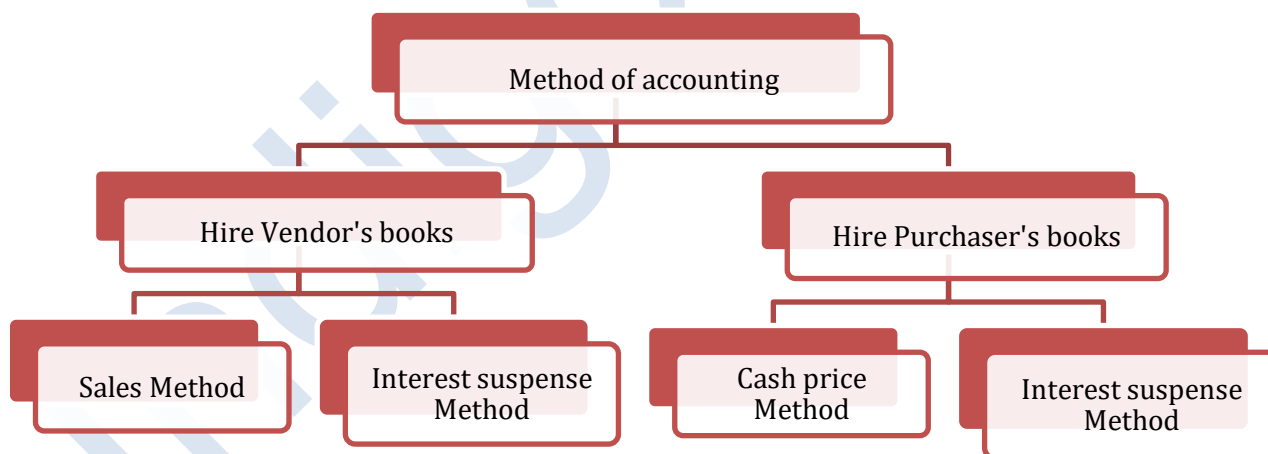 Method of accounting
Hire Vendor's books
Hire Purchaser's books
Sales Method
Interest suspense
Method
Cash price
Method
Interest suspense
Method